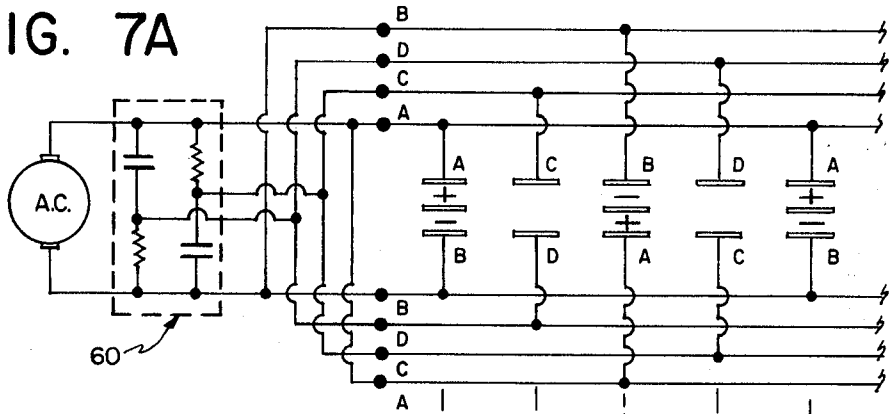 IG. 7A
B
D
C
A
A.C.
A C B D A
+ − + 
− + −
B D A C B
B
D
C
A
60